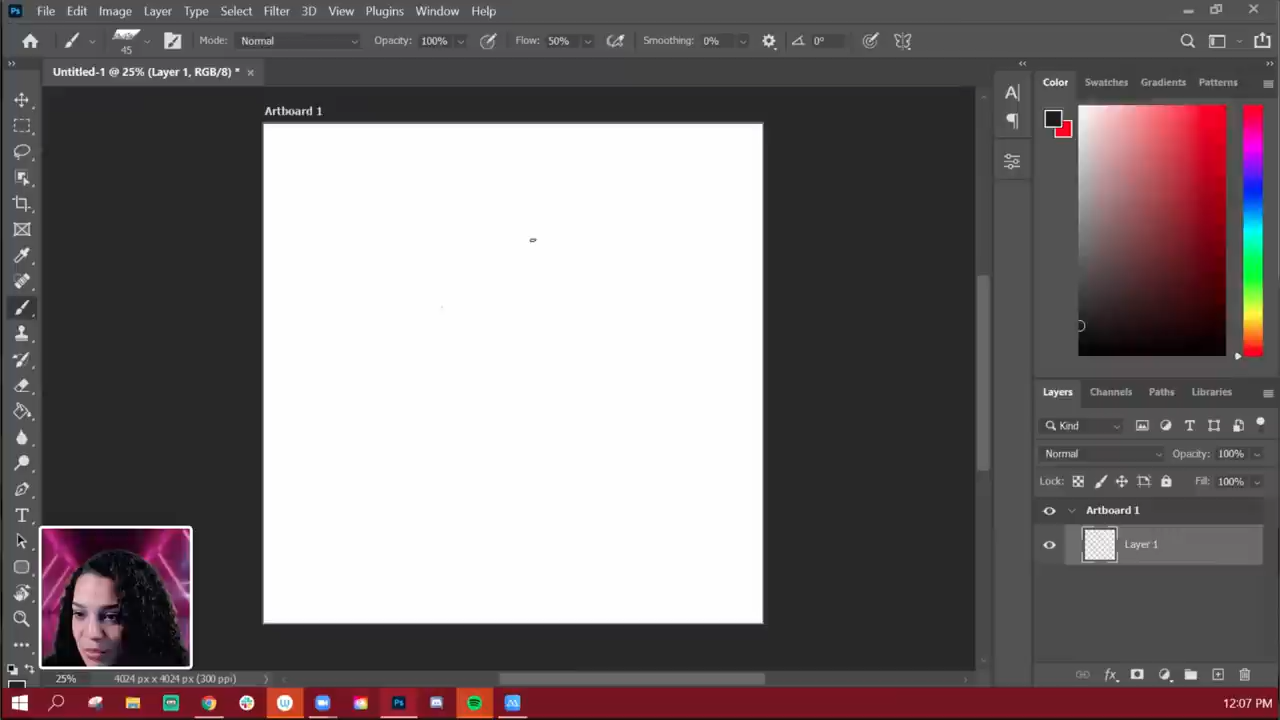 Ps File Edit Image Layer Type Select Filter 3D View Plugins Window Help
45 Mode: Normal Opacity: 100% Flow: 50% Smoothing: 0% 0°
Untitled-1 @ 25% (Layer 1, RGB/8) *
Artboard 1
Color Swatches Gradients Patterns
Layers Channels Paths Libraries
Kind
Normal Opacity: 100%
Lock: Fill: 100%
Artboard 1
Layer 1
25% 4024 px x 4024 px (300 ppi)
12:07 PM